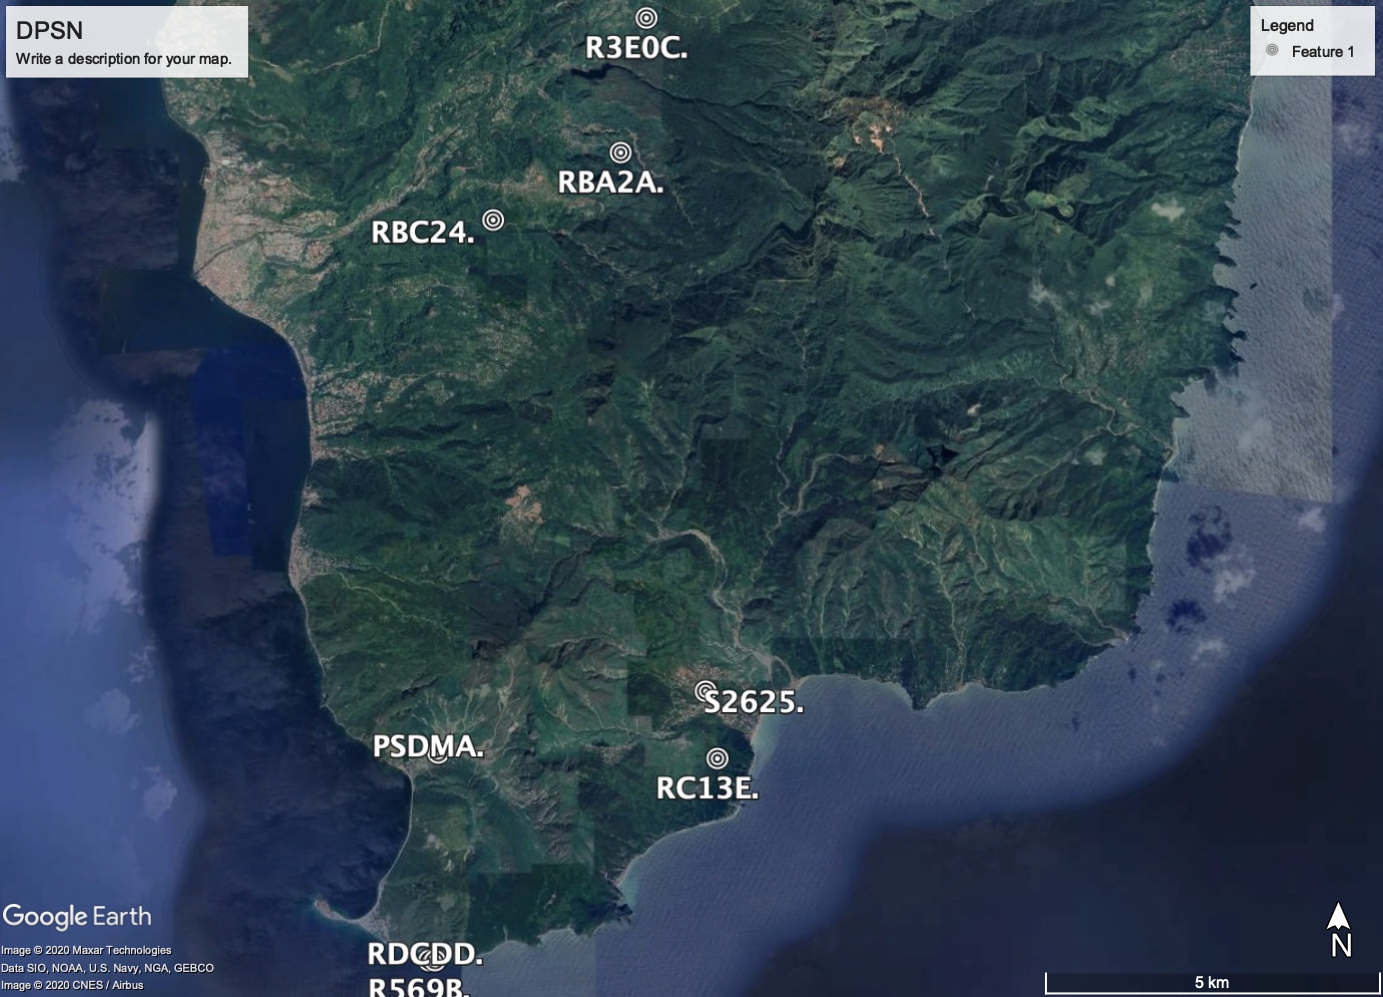 DPSN
Write a description for your map.
Legend
Feature 1
R3E0C.
RBA2A.
RBC24.
S2625.
PSDMA.
RC13E.
Google Earth
Image © 2020 Maxar Technologies
Data SIO, NOAA, U.S. Navy, NGA, GEBCO
Image © 2020 CNES / Airbus
RDCDD.
R569B.
N
5 km